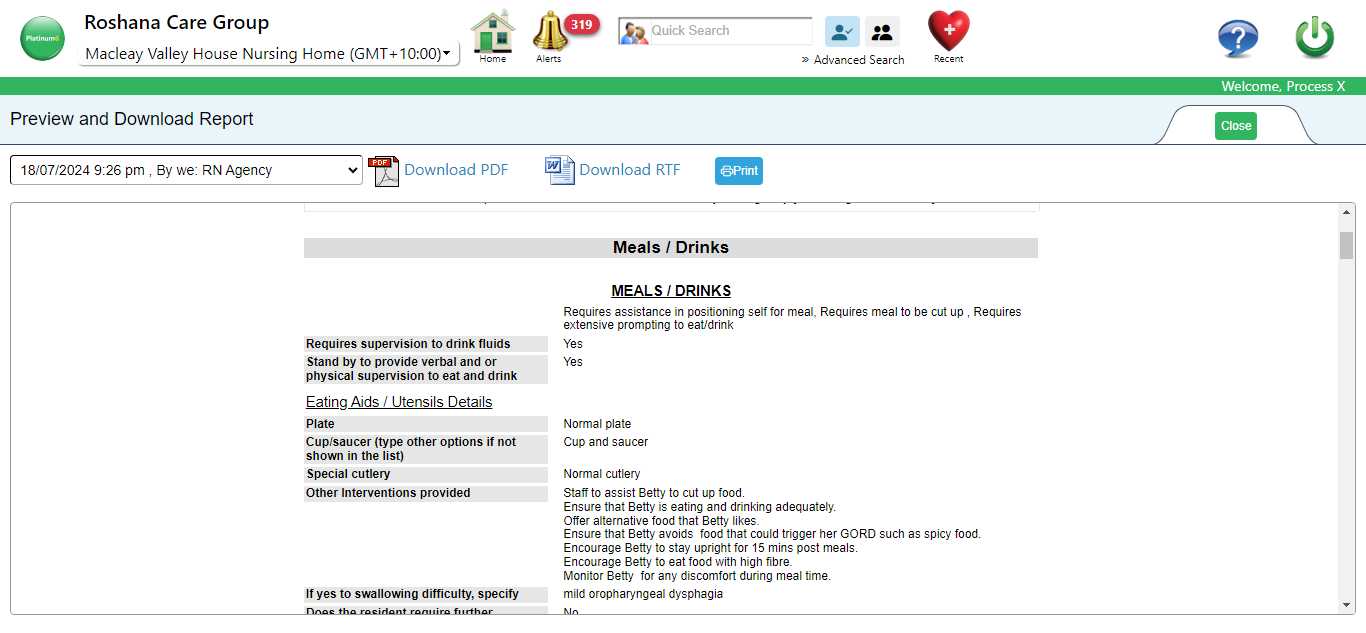 Platinum5
Roshana Care Group
Macleay Valley House Nursing Home (GMT+10:00)
Home
319
Alerts
Quick Search
» Advanced Search
Recent
Welcome, Process X
Preview and Download Report
Close
18/07/2024 9:26 pm , By we: RN Agency
PDF
Download PDF
W
Download RTF
Print
Meals / Drinks
MEALS / DRINKS
Requires assistance in positioning self for meal, Requires meal to be cut up , Requires
extensive prompting to eat/drink
Requires supervision to drink fluids Yes
Stand by to provide verbal and or Yes
physical supervision to eat and drink
Eating Aids / Utensils Details
Plate Normal plate
Cup/saucer (type other options if not Cup and saucer
shown in the list)
Special cutlery Normal cutlery
Other Interventions provided Staff to assist Betty to cut up food.
Ensure that Betty is eating and drinking adequately.
Offer alternative food that Betty likes.
Ensure that Betty avoids food that could trigger her GORD such as spicy food.
Encourage Betty to stay upright for 15 mins post meals.
Encourage Betty to eat food with high fibre.
Monitor Betty for any discomfort during meal time.
If yes to swallowing difficulty, specify mild oropharyngeal dysphagia
Does the resident require further No